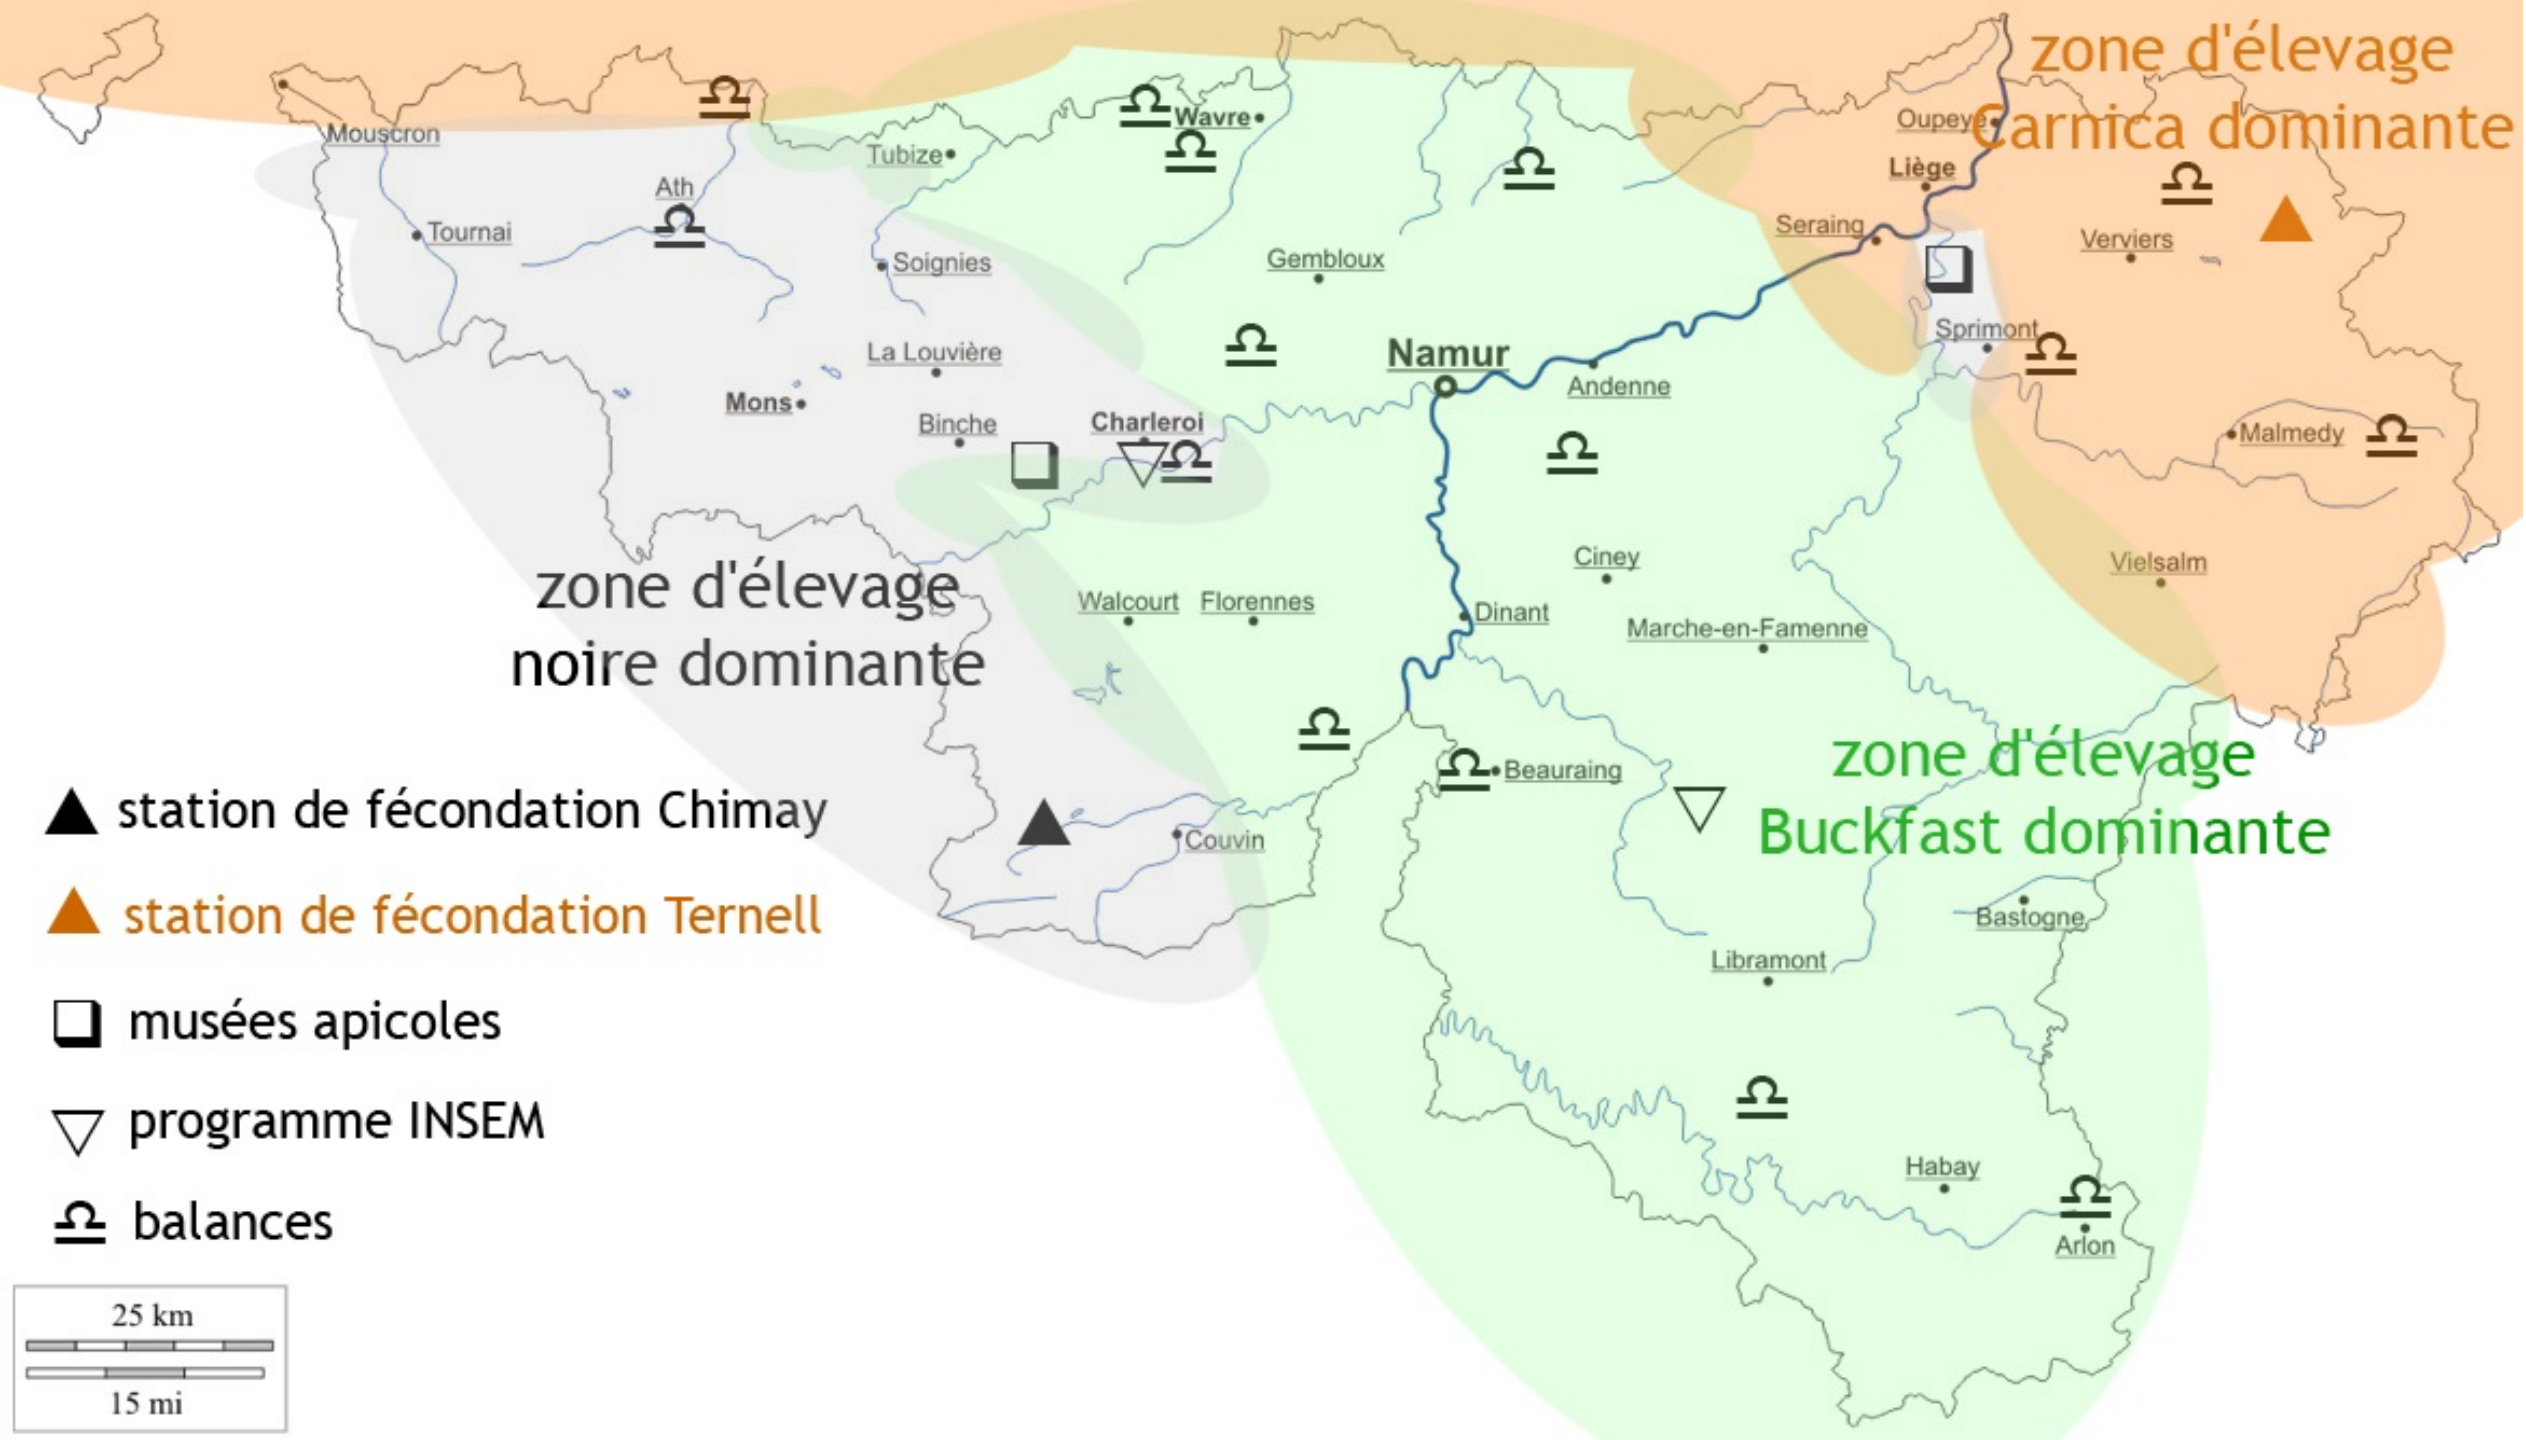 zone d'élevage
Carnica dominante
Mouscron
Wavre
Oupeye
Tubize
Liège
Ath
Tournai
Seraing
Verviers
Soignies
Gembloux
Sprimont
La Louvière
Namur
Andenne
Mons
Binche
Charleroi
Malmedy
Ciney
Vielsalm
zone d'élevage
noire dominante
Walcourt
Florennes
Dinant
Marche-en-Famenne
zone d'élevage
Buckfast dominante
Beauraing
Couvin
Bastogne
Libramont
Habay
Arlon
station de fécondation Chimay
station de fécondation Ternell
musées apicoles
programme INSEM
balances
25 km
15 mi